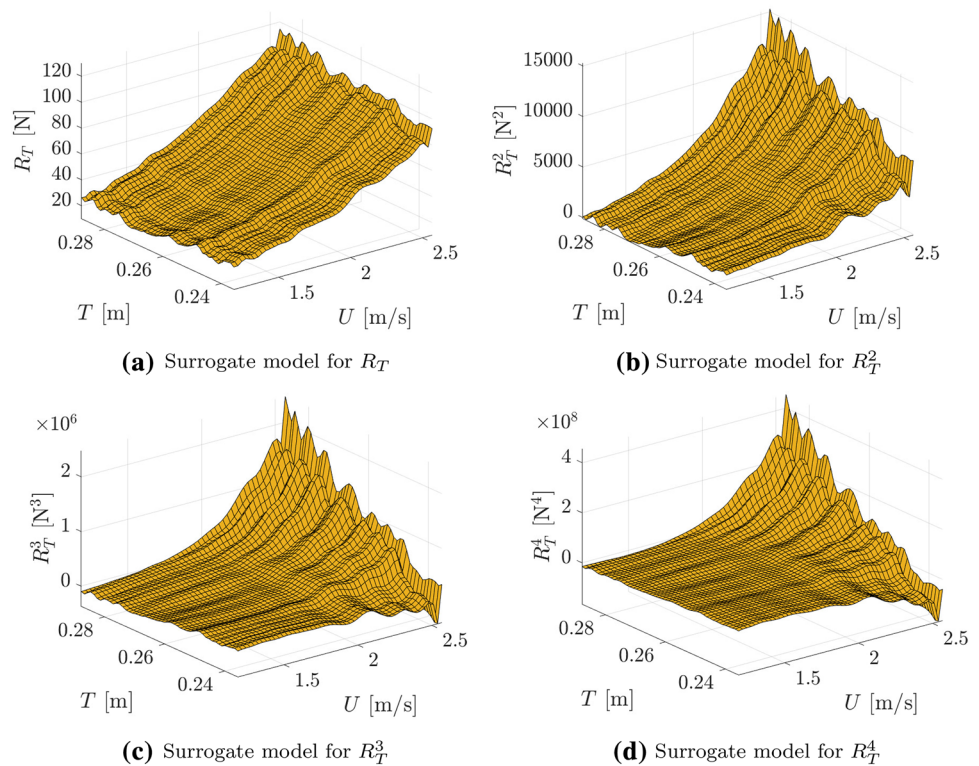 120
100
80
60
40
20
R_T [N]
0.28
0.26
0.24
T [m]
1.5
2
2.5
U [m/s]
(a) Surrogate model for R_T
15000
10000
5000
0
R_T^2 [N^2]
0.28
0.26
0.24
T [m]
1.5
2
2.5
U [m/s]
(b) Surrogate model for R_T^2
×10^6
2
1
0
R_T^3 [N^3]
0.28
0.26
0.24
T [m]
1.5
2
2.5
U [m/s]
(c) Surrogate model for R_T^3
×10^8
4
2
0
R_T^4 [N^4]
0.28
0.26
0.24
T [m]
1.5
2
2.5
U [m/s]
(d) Surrogate model for R_T^4